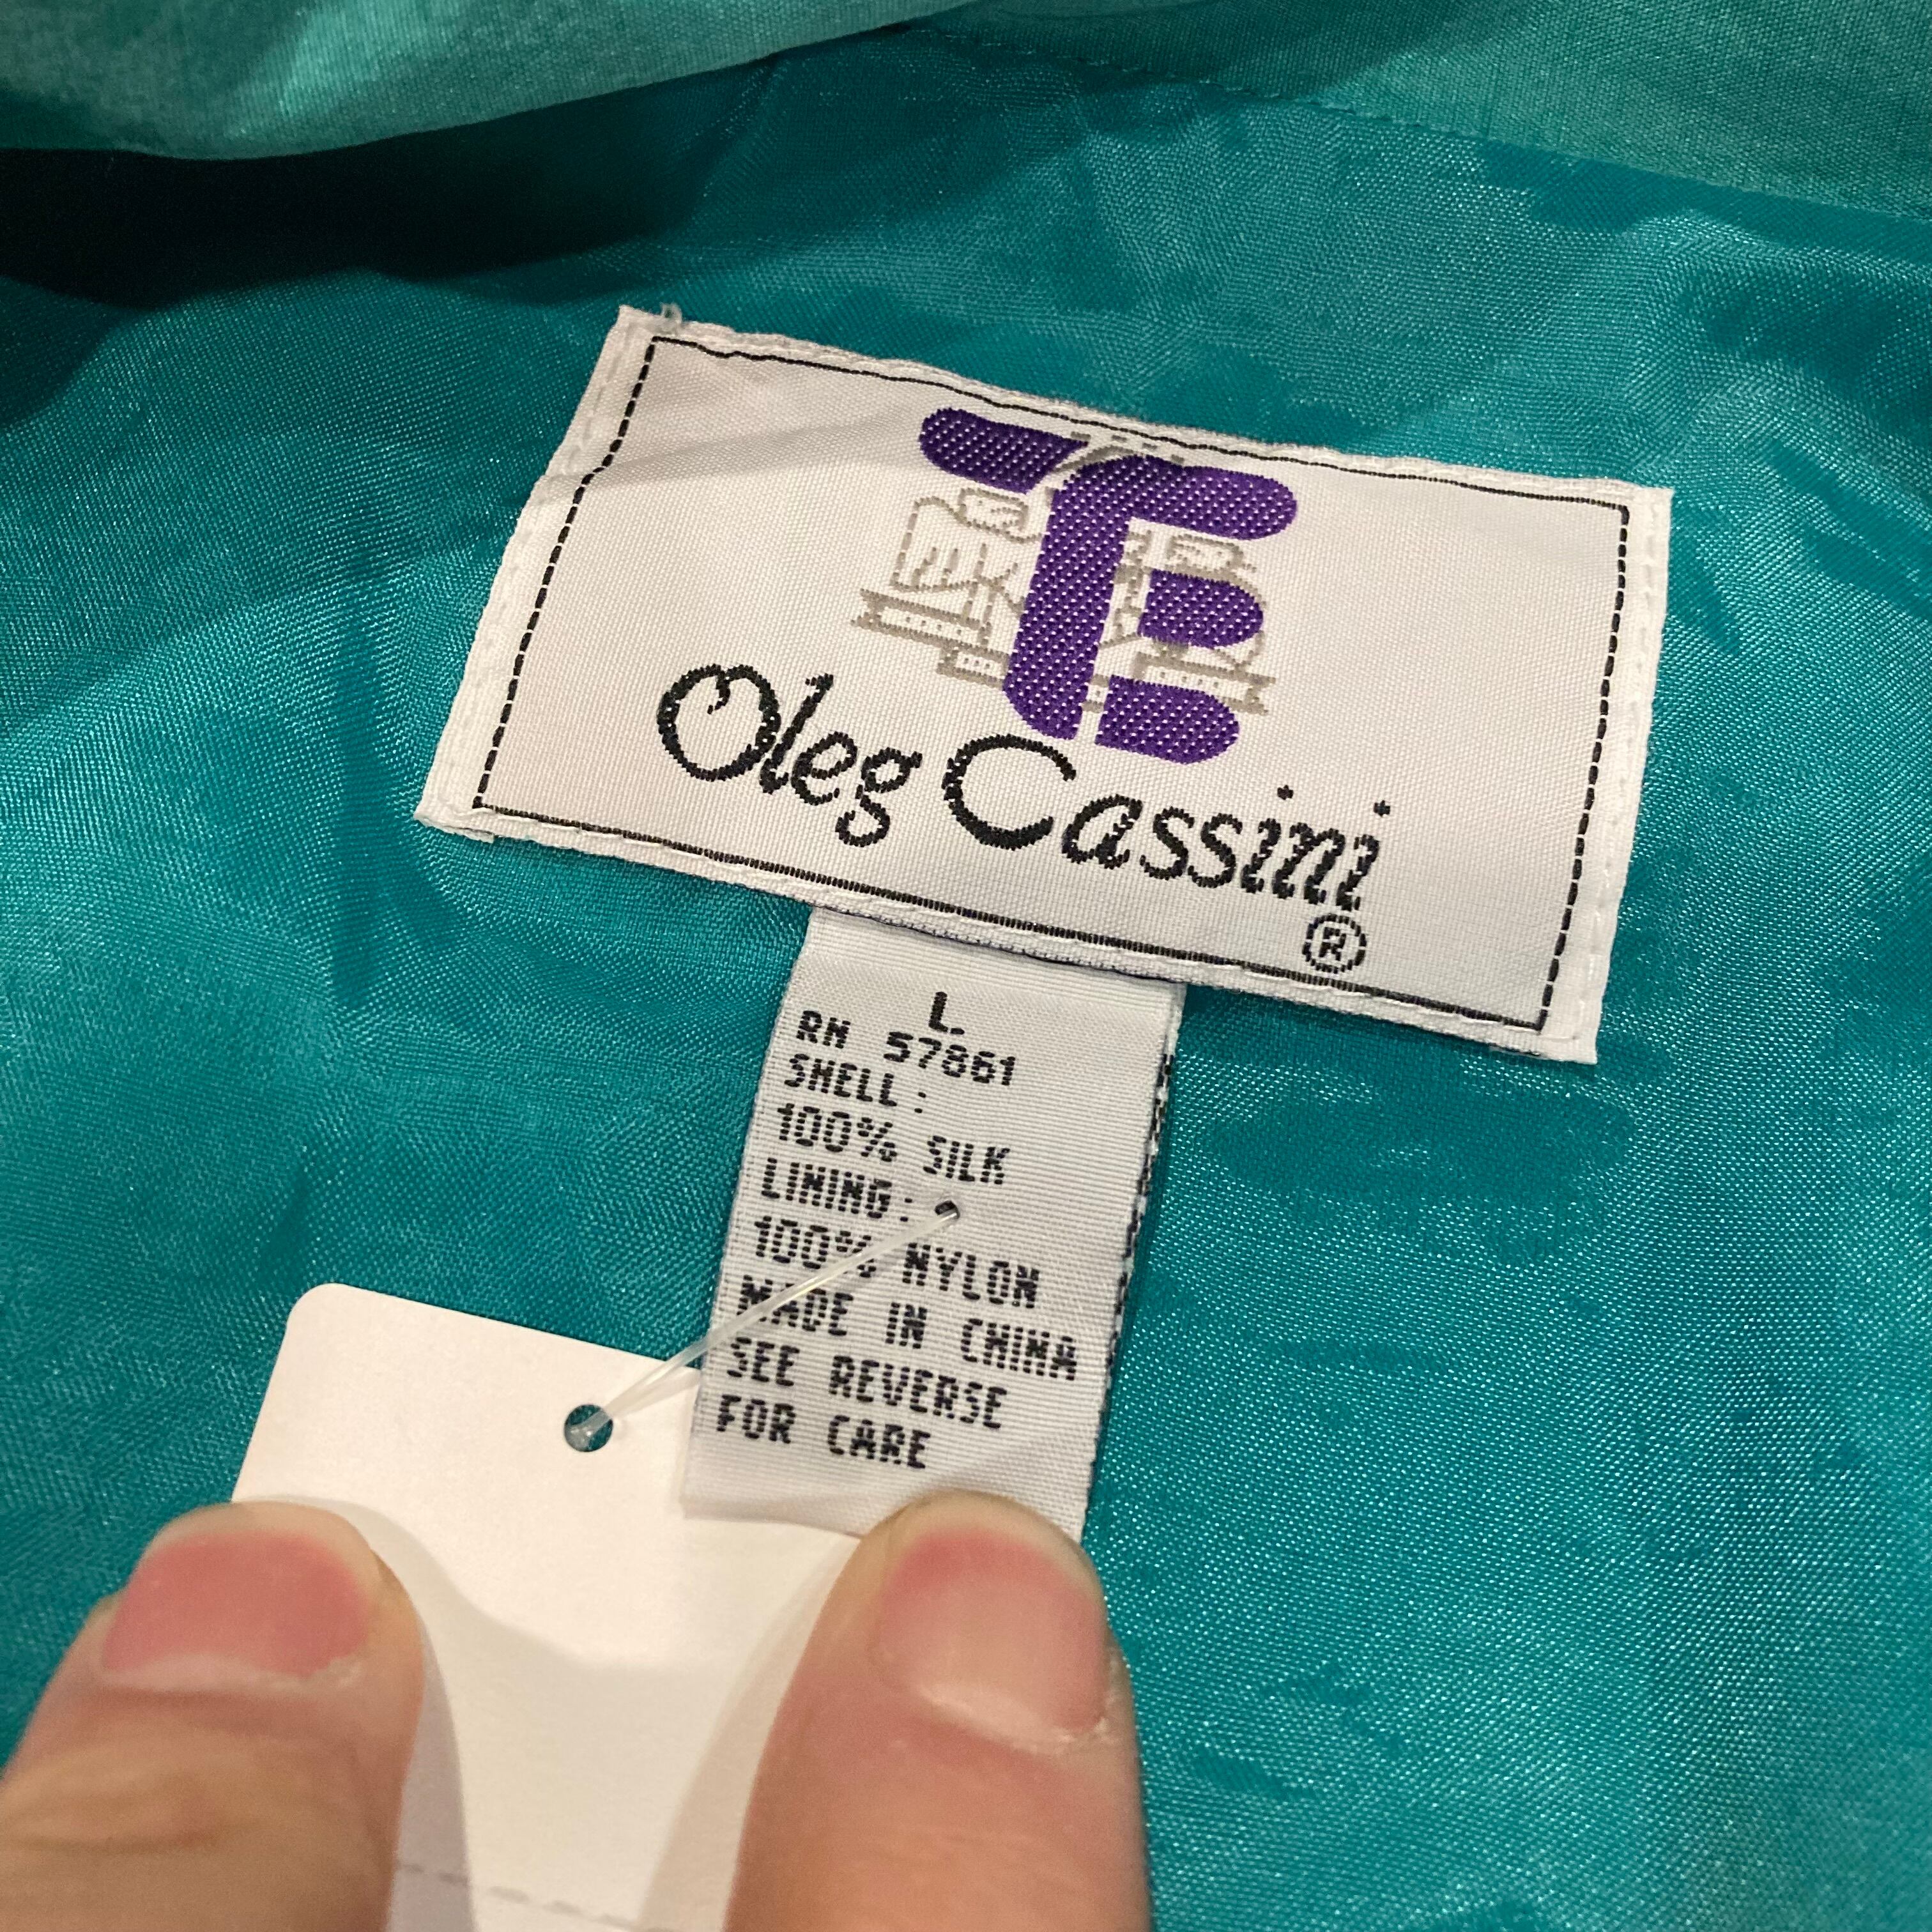 Oleg Cassini
®
L.
RN 57861
SHELL:
100% SILK
LINING:
100% NYLON
MADE IN CHINA
SEE REVERSE
FOR CARE